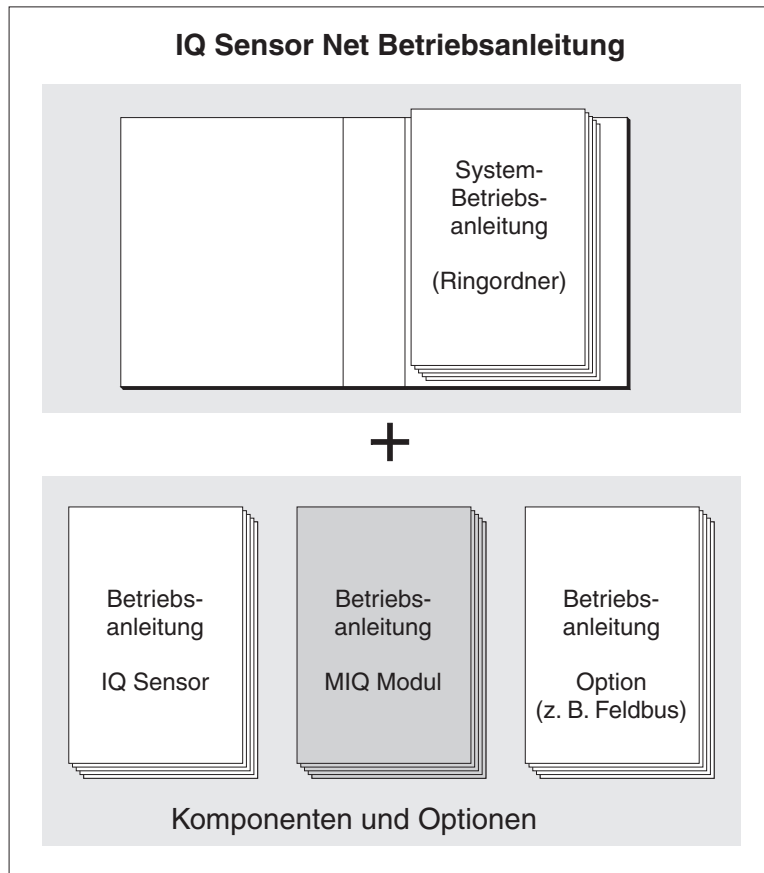 IQ Sensor Net Betriebsanleitung
System-
Betriebs-
anleitung
(Ringordner)
+
Betriebs-
anleitung
IQ Sensor
Betriebs-
anleitung
MIQ Modul
Betriebs-
anleitung
Option
(z. B. Feldbus)
Komponenten und Optionen